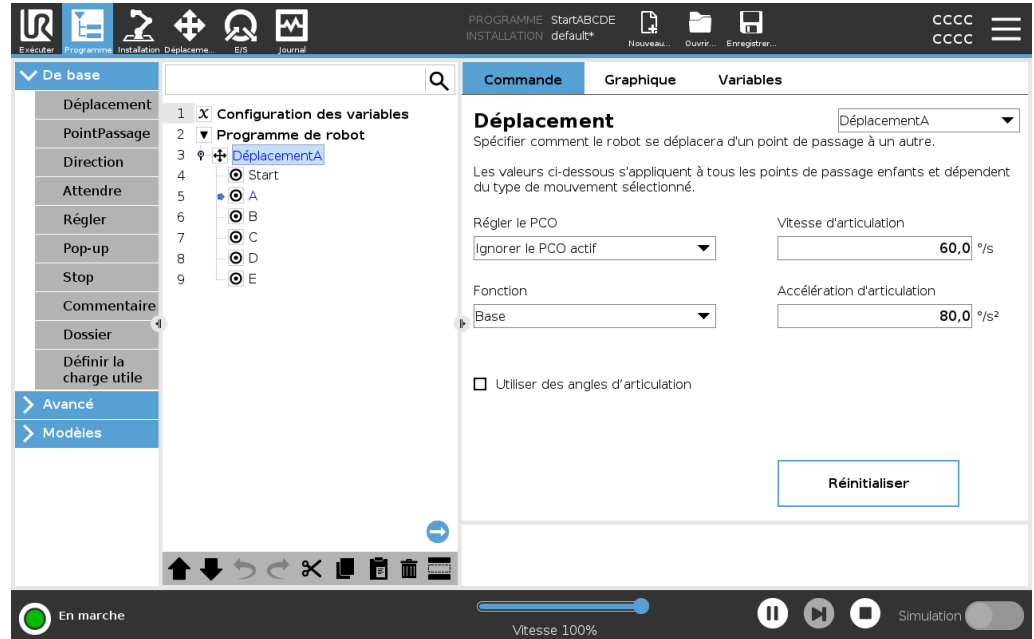 UR
PROGRAMME StartABCDE
INSTALLATION default*
Exécuter Programme Installation Déplaceme... E/S Journal
Nouveau... Ouvrir... Enregistrer...
CCCC
CCCC
De base
Déplacement
PointPassage
Direction
Attendre
Régler
Pop-up
Stop
Commentaire
Dossier
Définir la
charge utile
Avancé
Modèles
1 X Configuration des variables
2 Programme de robot
3 DéplacementA
4 Start
5 A
6 B
7 C
8 D
9 E
Commande Graphique Variables
Déplacement
DéplacementA
Spécifier comment le robot se déplacera d'un point de passage à un autre.
Les valeurs ci-dessous s'appliquent à tous les points de passage enfants et dépendent
du type de mouvement sélectionné.
Régler le PCO
Vitesse d'articulation
Ignorer le PCO actif
60,0 °/s
Fonction
Accélération d'articulation
Base
80,0 °/s²
Utiliser des angles d'articulation
Réinitialiser
En marche
Vitesse 100%
Simulation